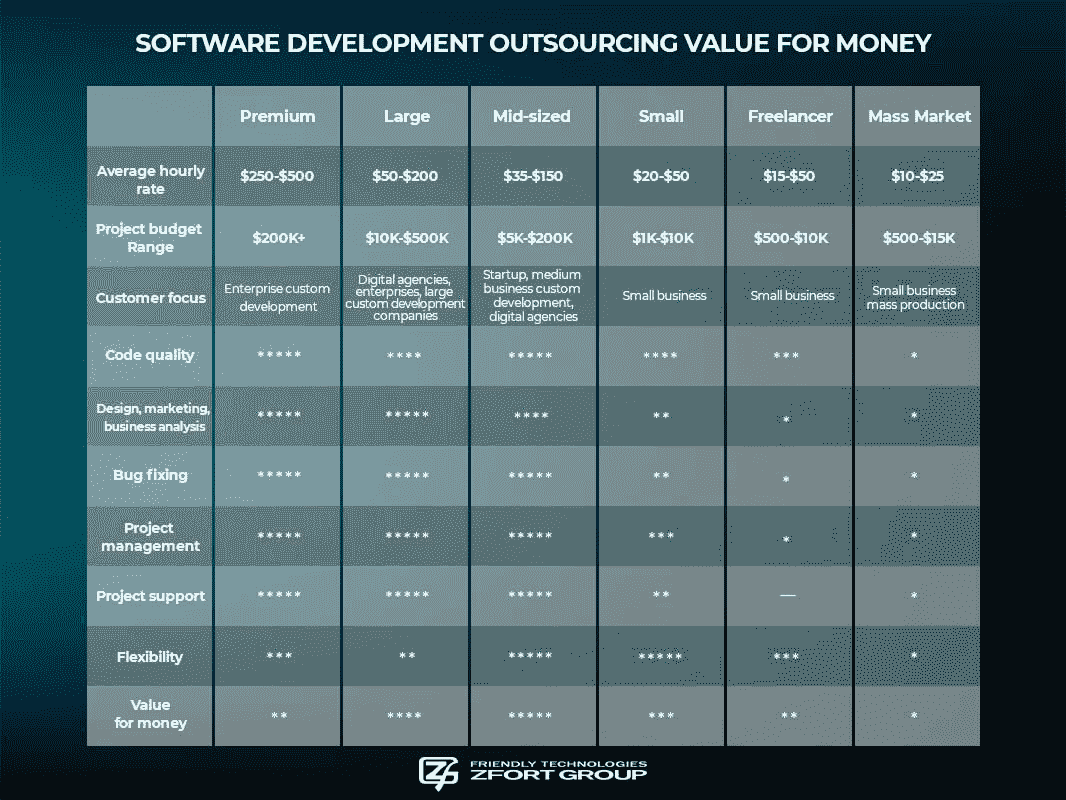 SOFTWARE DEVELOPMENT OUTSOURCING VALUE FOR MONEY
Premium Large Mid-sized Small Freelancer Mass Market
Average hourly
rate
$250-$500 $50-$200 $35-$150 $20-$50 $15-$50 $10-$25
Project budget
Range
$200K+ $10K-$500K $5K-$200K $1K-$10K $500-$10K $500-$15K
Customer focus
Enterprise custom
development
Digital agencies,
enterprises, large
custom development
companies
Startup, medium
business custom
development,
digital agencies
Small business
Small business
Small business
mass production
Code quality ***** **** ***** **** *** *
Design, marketing,
business analysis
***** ***** **** ** * *
Bug fixing ***** ***** ***** ** * *
Project
management
***** ***** ***** *** * *
Project support ***** ***** ***** ** — *
Flexibility *** ** ***** ***** *** *
Value
for money
** **** ***** *** ** *
FRIENDLY TECHNOLOGIES
ZFORT GROUP